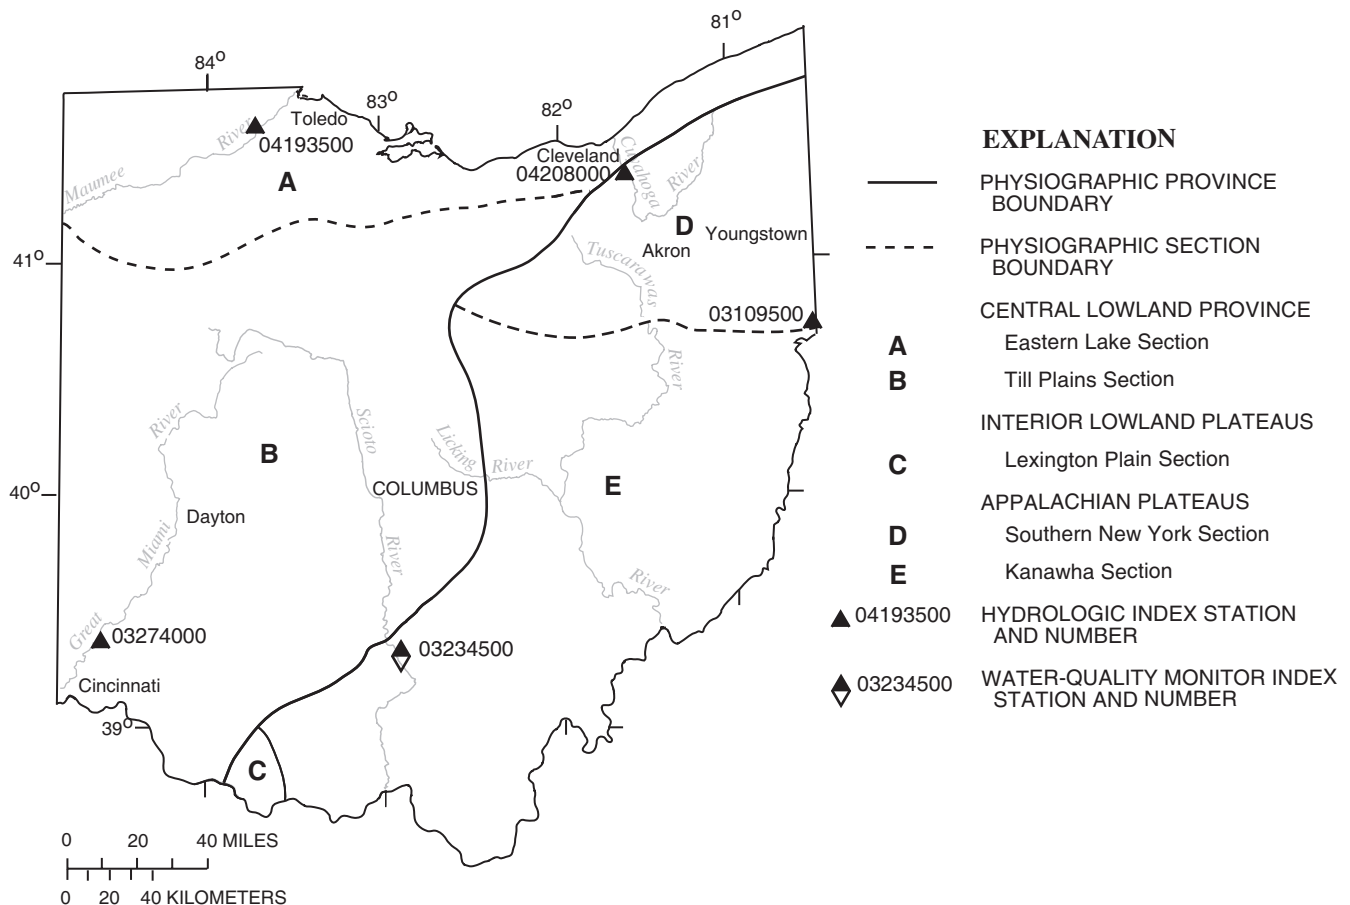 84°
83°
82°
81°
41°
40°
39°
Toledo
River
04193500
Maumee
A
Cleveland
04208000
Cuyahoga
River
D
Akron
Youngstown
Tuscarawas
River
03109500
B
River
Scioto
Licking
River
COLUMBUS
E
Dayton
Miami
River
River
Great
03274000
03234500
Cincinnati
C
0 20 40 MILES
0 20 40 KILOMETERS
EXPLANATION
PHYSIOGRAPHIC PROVINCE
BOUNDARY
PHYSIOGRAPHIC SECTION
BOUNDARY
CENTRAL LOWLAND PROVINCE
A Eastern Lake Section
B Till Plains Section
INTERIOR LOWLAND PLATEAUS
C Lexington Plain Section
APPALACHIAN PLATEAUS
D Southern New York Section
E Kanawha Section
04193500 HYDROLOGIC INDEX STATION
AND NUMBER
03234500 WATER-QUALITY MONITOR INDEX
STATION AND NUMBER